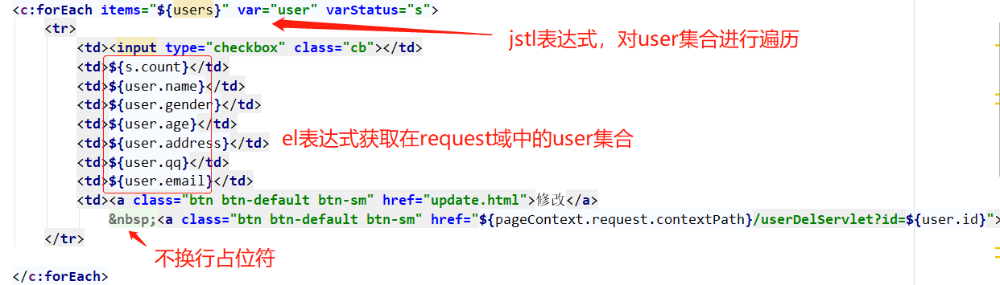 <c:forEach items="${users}" var="user" varStatus="s">
<tr>
jstl表达式，对user集合进行遍历
<td><input type="checkbox" class="cb"></td>
<td>${s.count}</td>
<td>${user.name}</td>
<td>${user.gender}</td>
<td>${user.age}</td>
<td>${user.address}</td>
el表达式获取在request域中的user集合
<td>${user.qq}</td>
<td>${user.email}</td>
<td><a class="btn btn-default btn-sm" href="update.html">修改</a>
&nbsp;<a class="btn btn-default btn-sm" href="${pageContext.request.contextPath}/userDelServlet?id=${user.id}">
</tr>
不换行占位符
</c:forEach>